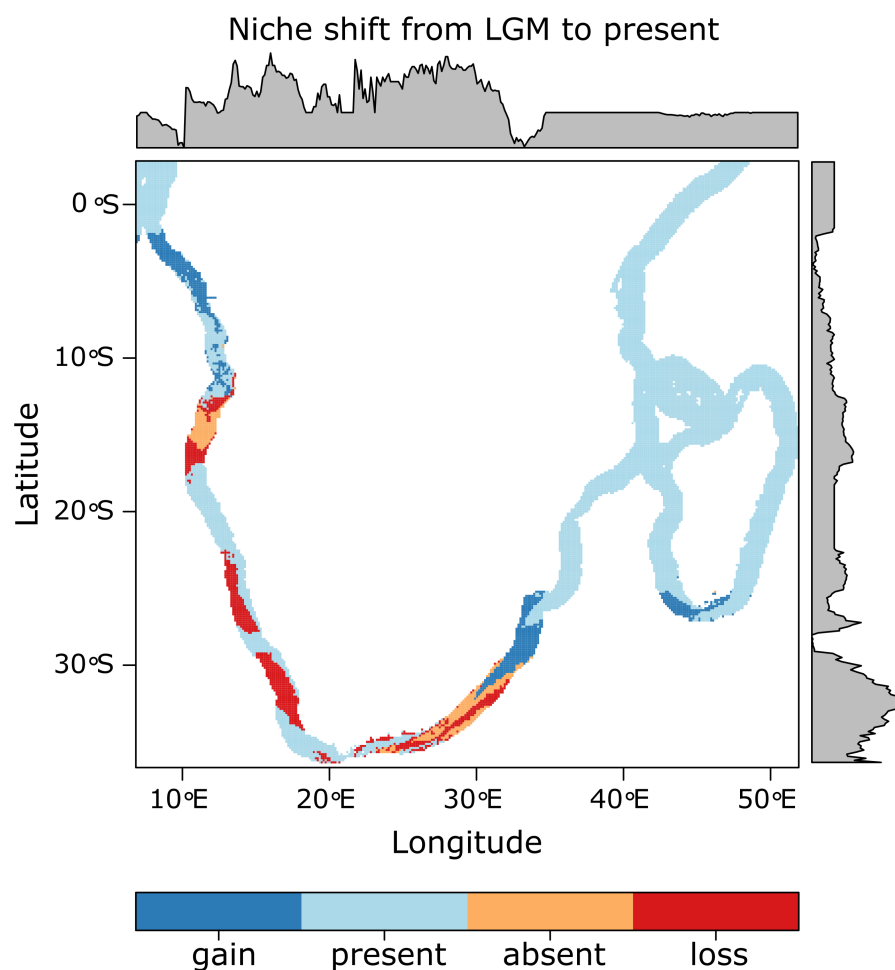 Niche shift from LGM to present
0°S
10°S
20°S
30°S
Latitude
10°E
20°E
30°E
40°E
50°E
Longitude
gain
present
absent
loss